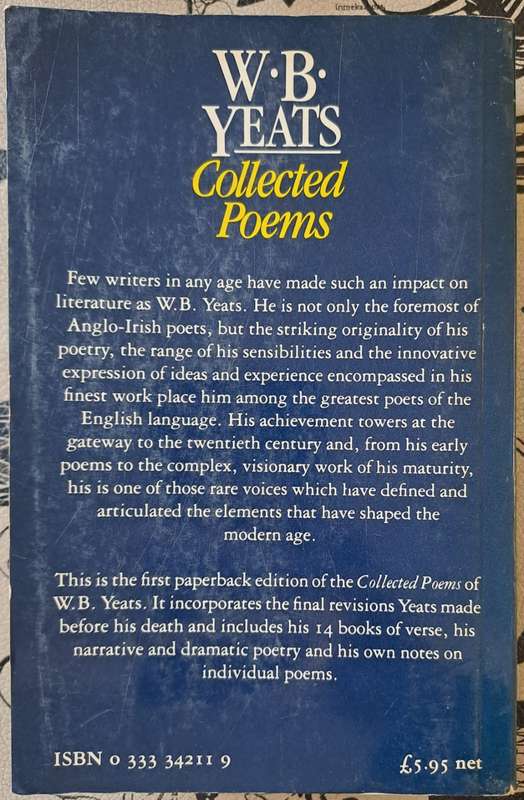 W·B·
YEATS
Collected
Poems
Few writers in any age have made such an impact on
literature as W.B. Yeats. He is not only the foremost of
Anglo-Irish poets, but the striking originality of his
poetry, the range of his sensibilities and the innovative
expression of ideas and experience encompassed in his
finest work place him among the greatest poets of the
English language. His achievement towers at the
gateway to the twentieth century and, from his early
poems to the complex, visionary work of his maturity,
his is one of those rare voices which have defined and
articulated the elements that have shaped the
modern age.
This is the first paperback edition of the Collected Poems of
W.B. Yeats. It incorporates the final revisions Yeats made
before his death and includes his 14 books of verse, his
narrative and dramatic poetry and his own notes on
individual poems.
ISBN 0 333 34211 9
£5.95 net